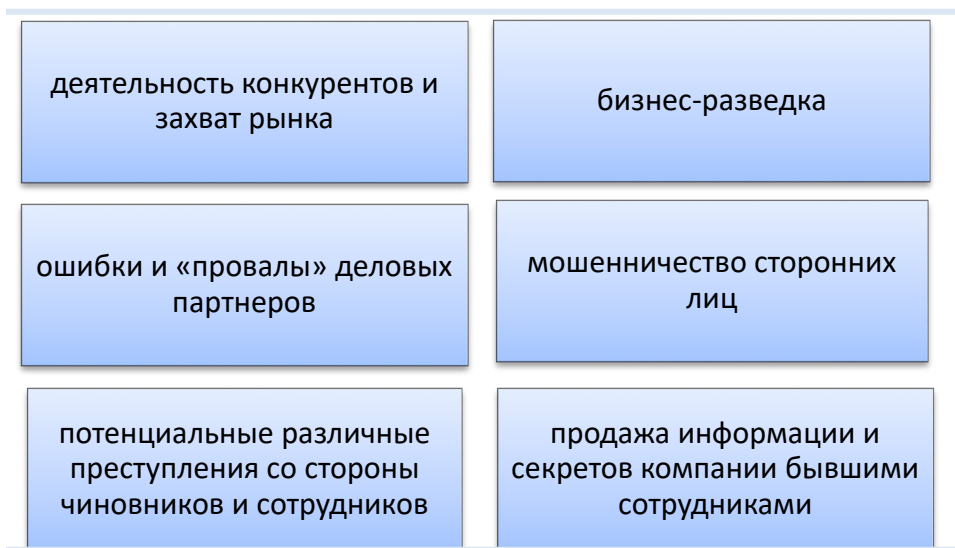 деятельность конкурентов и
захват рынка
бизнес-разведка
ошибки и «провалы» деловых
партнеров
мошенничество сторонних
лиц
потенциальные различные
преступления со стороны
чиновников и сотрудников
продажа информации и
секретов компании бывшими
сотрудниками